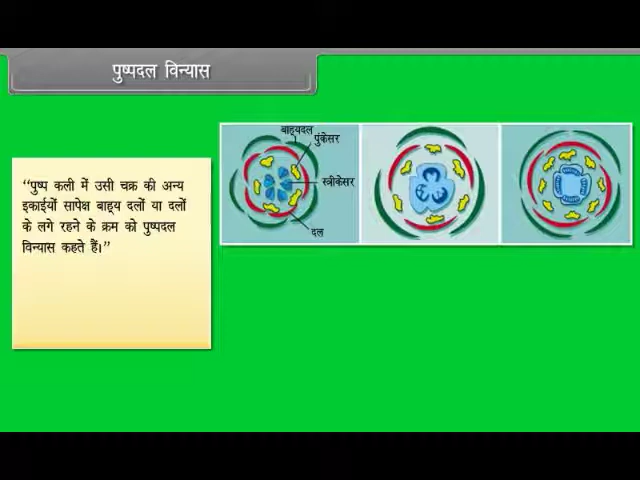 पुष्पदल विन्यास
बाह्यदल
पुंकेसर
स्त्रीकेसर
दल
“पुष्प कली में उसी चक्र की अन्य
इकाईयों सापेक्ष बाह्य दलों या दलों
के लगे रहने के क्रम को पुष्पदल
विन्यास कहते हैं।”